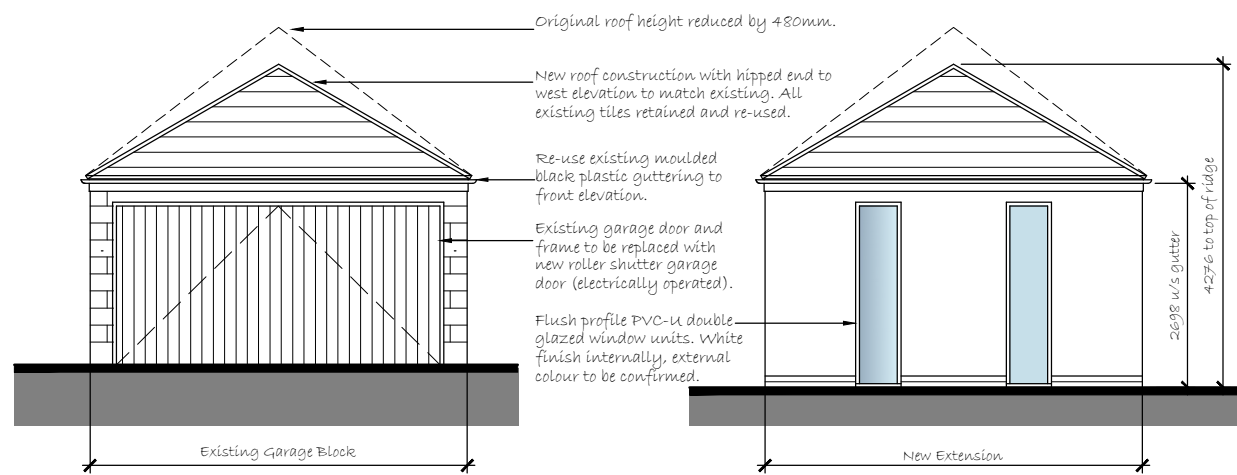 Original roof height reduced by 480mm.
New roof construction with hipped end to
west elevation to match existing. All
existing tiles retained and re-used.
Re-use existing moulded
black plastic guttering to
front elevation.
Existing garage door and
frame to be replaced with
new roller shutter garage
door (electrically operated).
Flush profile PVC-U double
glazed window units. White
finish internally, external
colour to be confirmed.
2698 u/s gutter
4276 to top of ridge
Existing Garage Block
New Extension